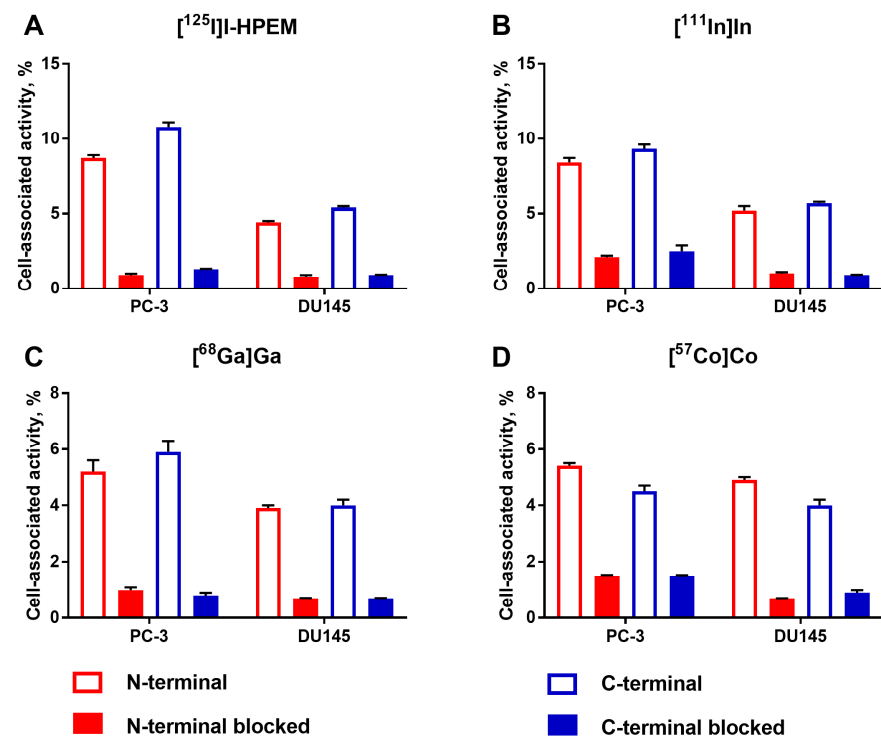 A
[¹²⁵I]I-HPEM
Cell-associated activity, %
15
10
5
0
PC-3
DU145
B
[¹¹¹In]In
Cell-associated activity, %
15
10
5
0
PC-3
DU145
C
[⁶⁸Ga]Ga
Cell-associated activity, %
8
6
4
2
0
PC-3
DU145
D
[⁵⁷Co]Co
Cell-associated activity, %
8
6
4
2
0
PC-3
DU145
N-terminal
N-terminal blocked
C-terminal
C-terminal blocked